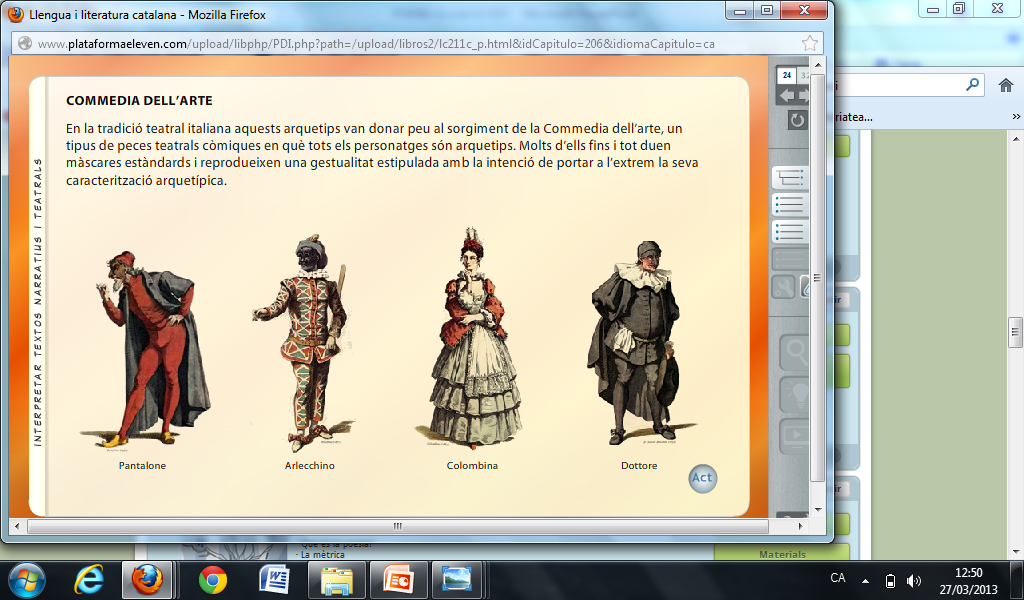 Llengua i literatura catalana - Mozilla Firefox
www.plataformaeleven.com/upload/libphp/PDI.php?path=/upload/libros2/lc211c_p.html&idCapitulo=206&idiomaCapitulo=ca
24
32
riatea...
»
COMMEDIA DELL'ARTE
En la tradició teatral italiana aquests arquetips van donar peu al sorgiment de la Commedia dell'arte, un
tipus de peces teatrals còmiques en què tots els personatges són arquetips. Molts d'ells fins i tot duen
màscares estàndards i reprodueixen una gestualitat estipulada amb la intenció de portar a l'extrem la seva
caracterització arquetípica.
INTERPRETAR TEXTOS NARRATIUS I TEATRALS
Pantalone
Arlecchino
Colombina
Dottore
Act
- La mètrica
Materials
CA
12:50
27/03/2013